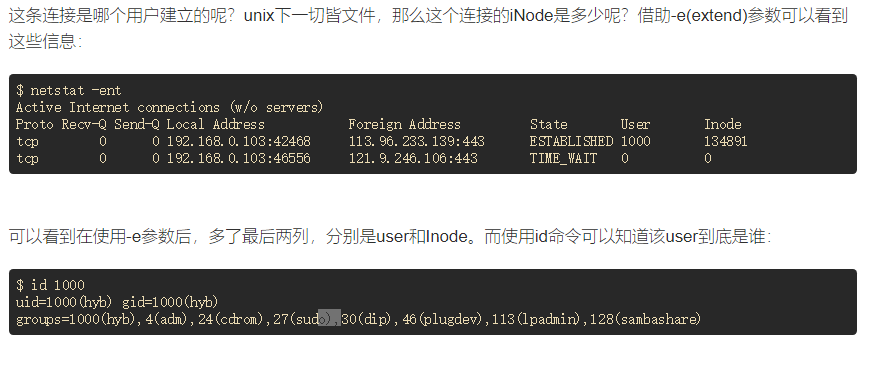 这条连接是哪个用户建立的呢？unix下一切皆文件，那么这个连接的iNode是多少呢？借助-e(extend)参数可以看到
这些信息：
$ netstat -ent
Active Internet connections (w/o servers)
Proto Recv-Q Send-Q Local Address Foreign Address State User Inode
tcp 0 0 192.168.0.103:42468 113.96.233.139:443 ESTABLISHED 1000 134891
tcp 0 0 192.168.0.103:46556 121.9.246.106:443 TIME_WAIT 0 0
可以看到在使用-e参数后，多了最后两列，分别是user和Inode。而使用id命令可以知道该user到底是谁：
$ id 1000
uid=1000(hyb) gid=1000(hyb)
groups=1000(hyb),4(adm),24(cdrom),27(sudo),30(dip),46(plugdev),113(lpadmin),128(sambashare)